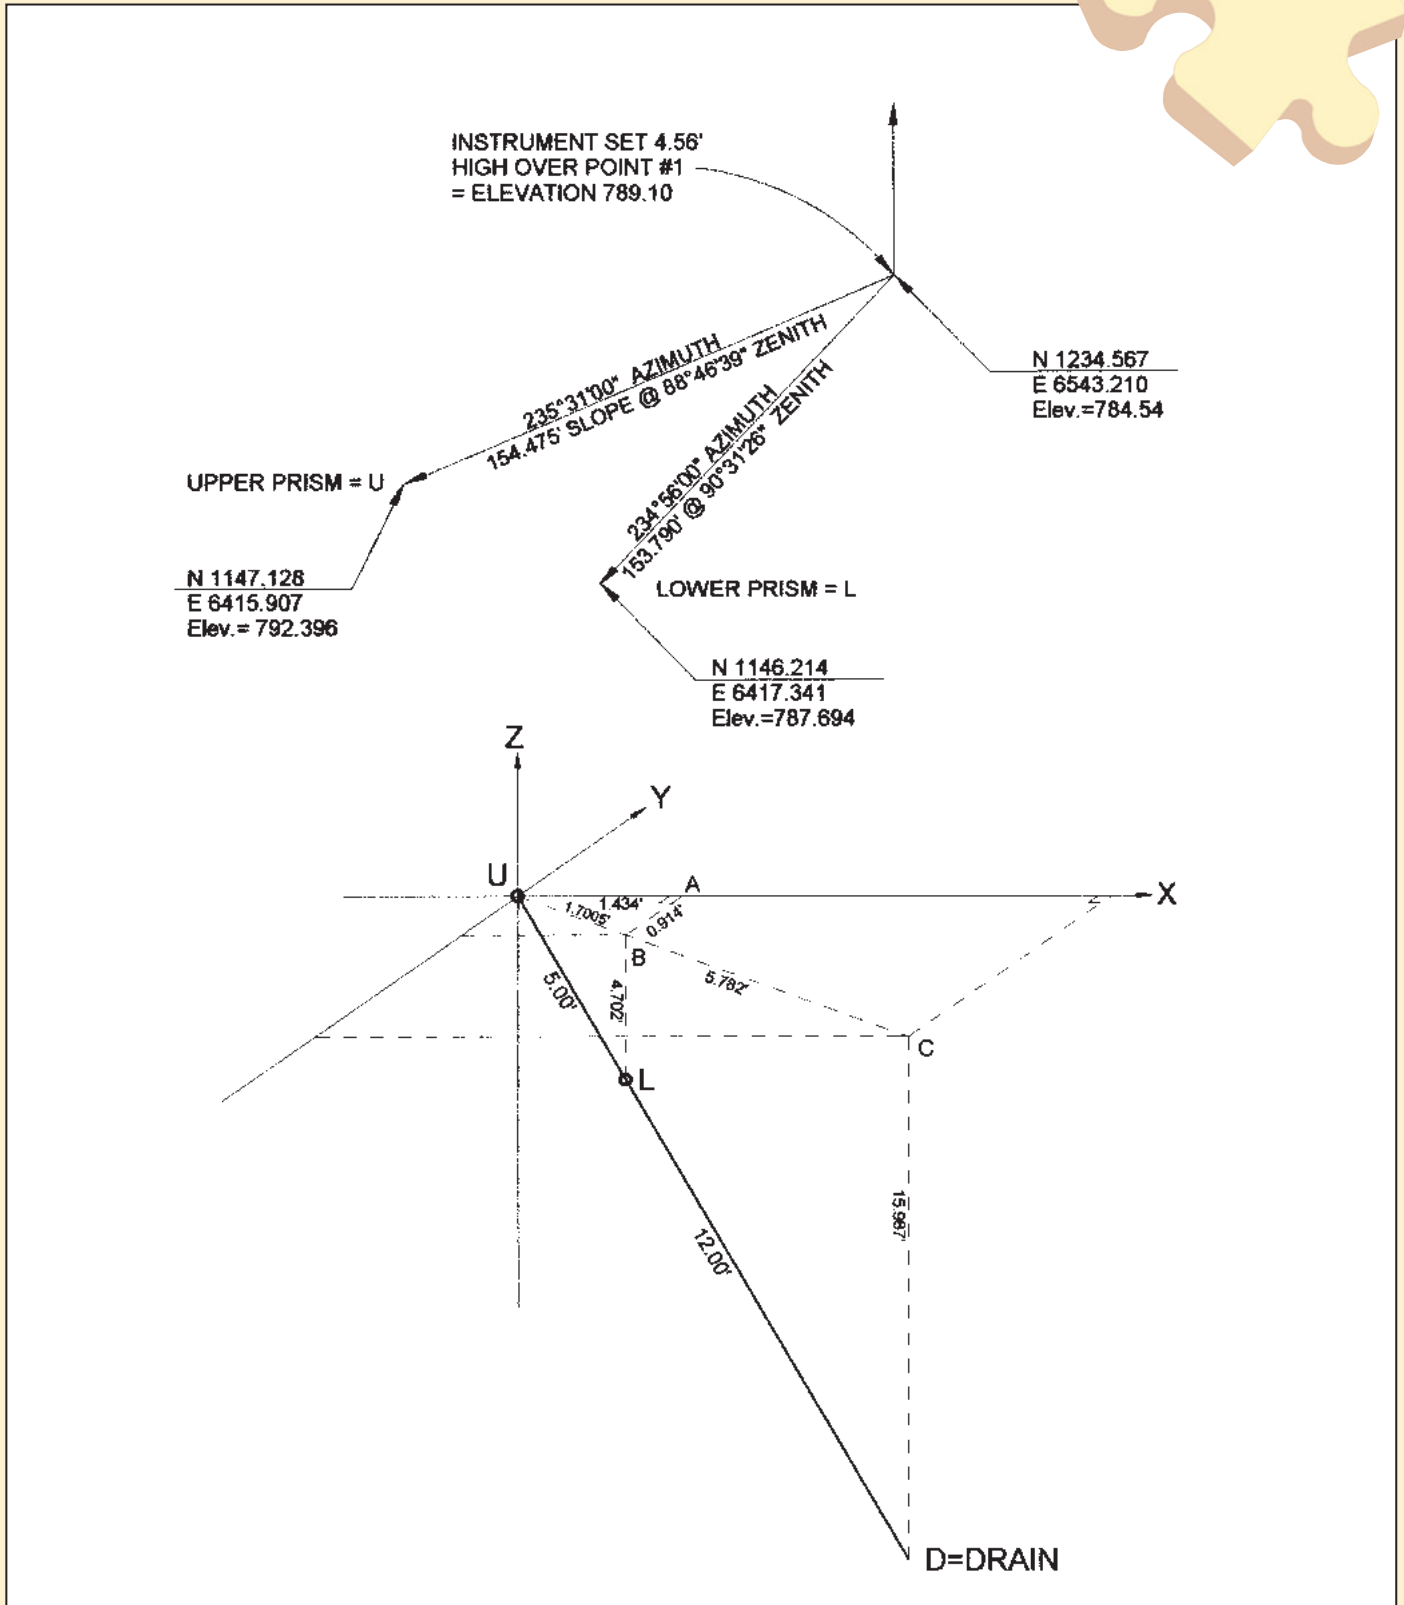 INSTRUMENT SET 4.56'
HIGH OVER POINT #1
= ELEVATION 789.10
235°31'00" AZIMUTH
154.475' SLOPE @ 88°46'39" ZENITH
234°56'00" AZIMUTH
153.790' @ 90°31'26" ZENITH
N 1234.567
E 6543.210
Elev.=784.54
UPPER PRISM = U
N 1147.128
E 6415.907
Elev.= 792.396
LOWER PRISM = L
N 1146.214
E 6417.341
Elev.=787.694
Z
Y
U
A
X
1.434'
1.7005'
0.914'
B
5.782'
5.00'
4.702'
C
L
15.987'
12.00'
D=DRAIN